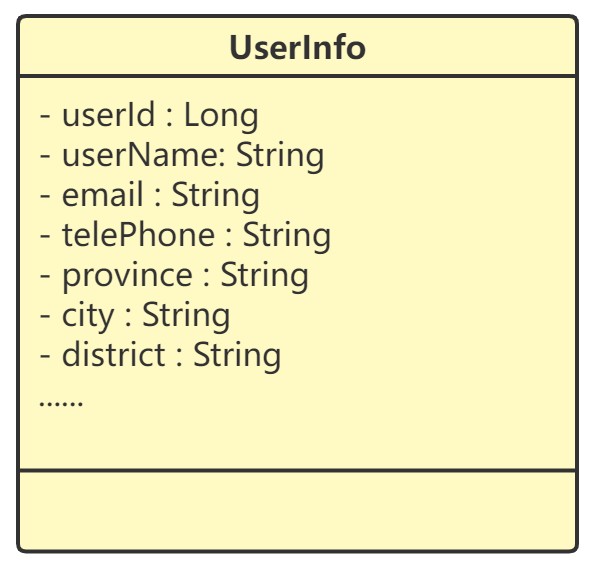 UserInfo
- userId : Long
- userName: String
- email : String
- telePhone : String
- province : String
- city : String
- district : String
......